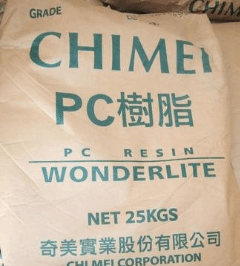 GRADE
CHIMEI
CHIMEI
PC樹脂
PC RESIN
WONDERLITE
NET 25KGS
奇美實業股份有限公司
CHI MEI CORPORATION